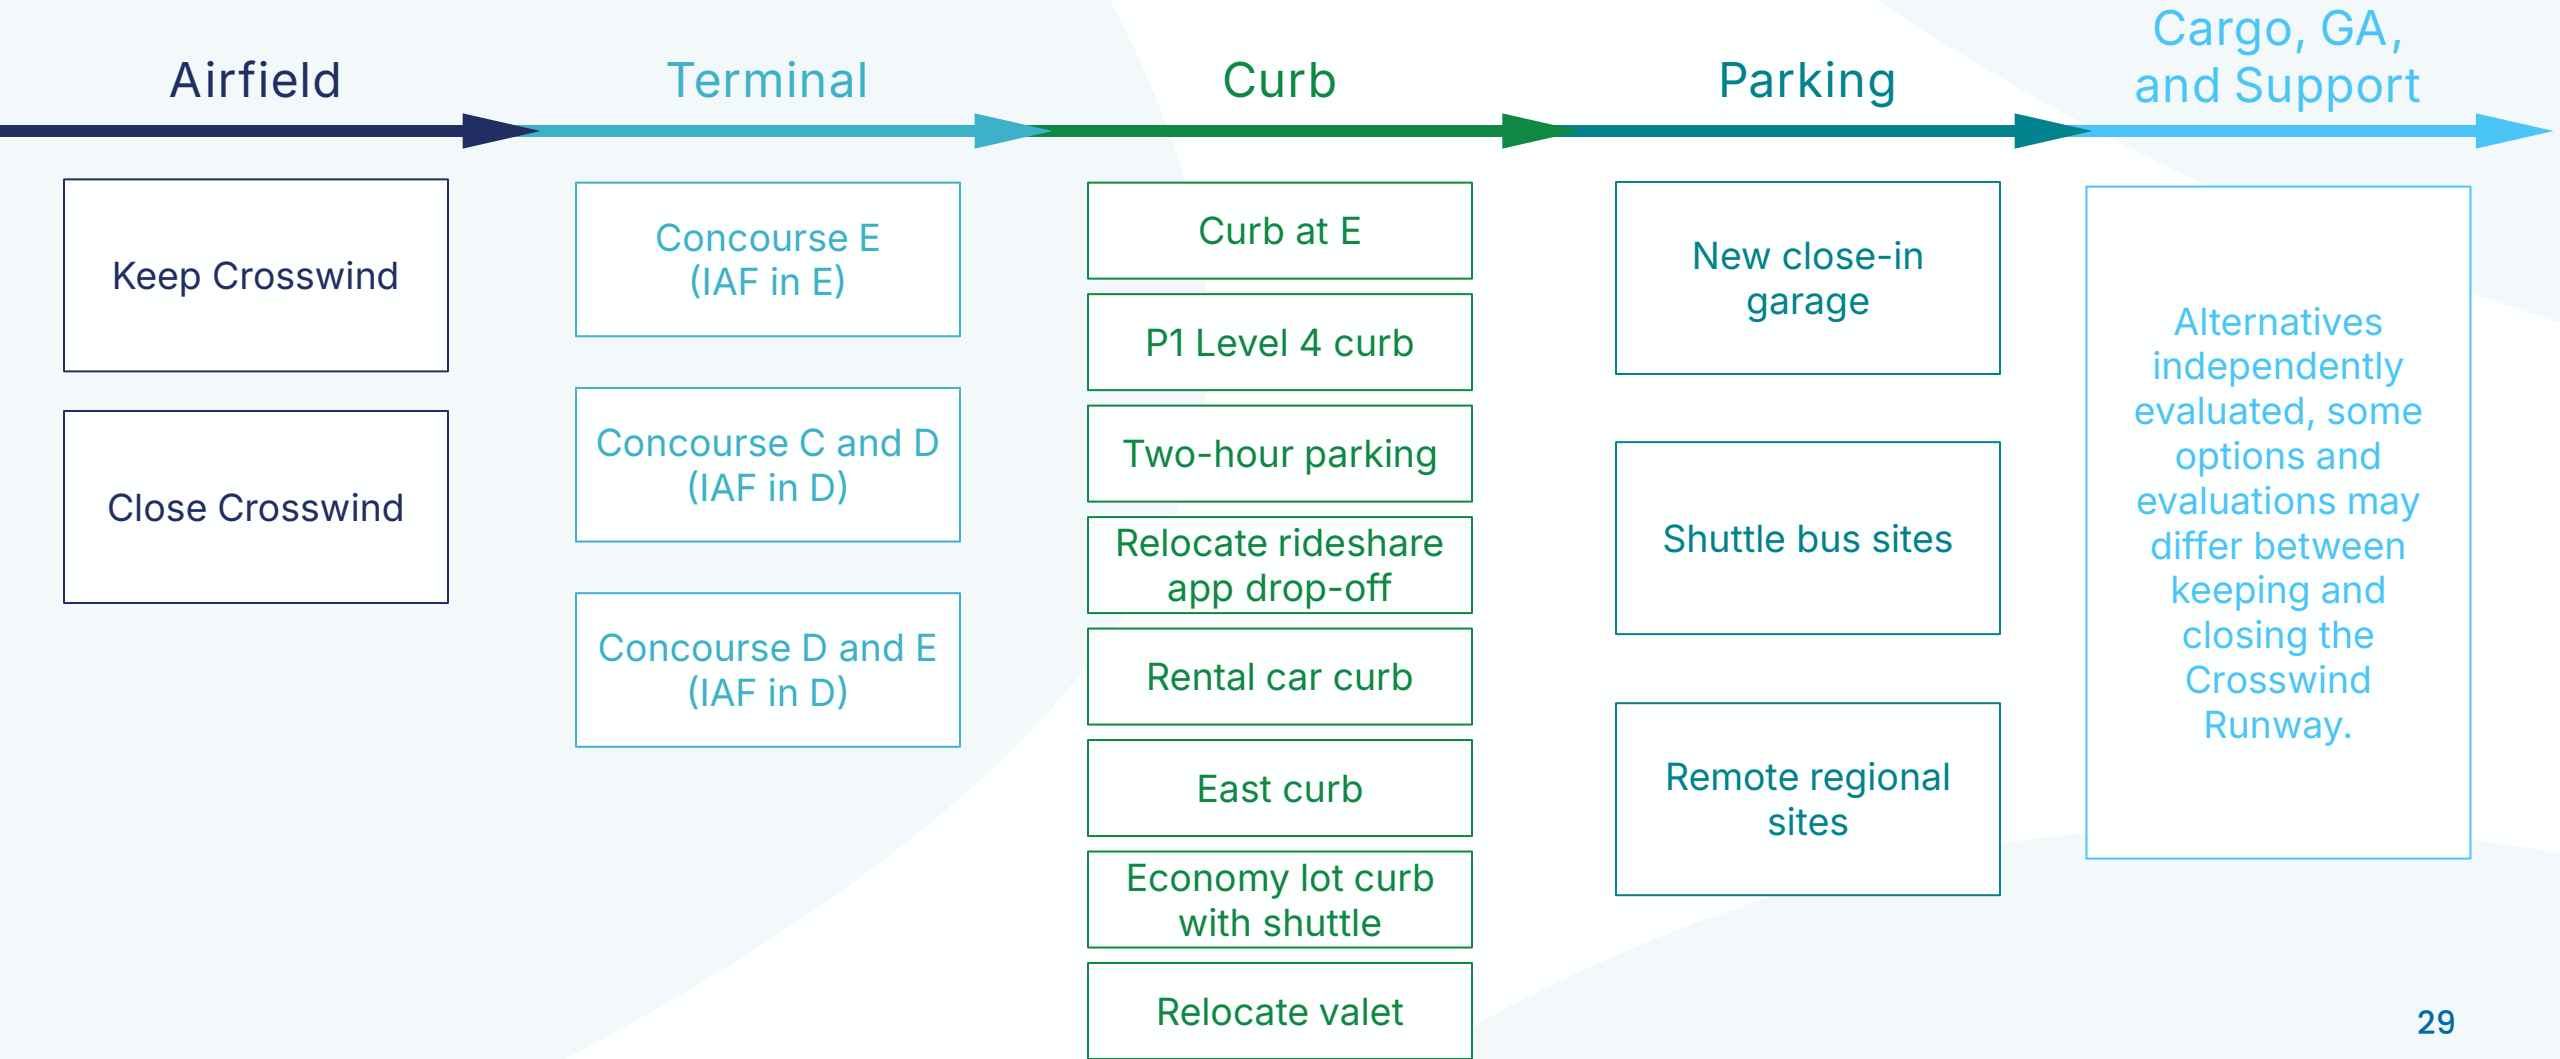 Airfield
Keep Crosswind
Close Crosswind
Terminal
Concourse E
(IAF in E)
Concourse C and D
(IAF in D)
Concourse D and E
(IAF in D)
Curb
Curb at E
P1 Level 4 curb
Two-hour parking
Relocate rideshare
app drop-off
Rental car curb
East curb
Economy lot curb
with shuttle
Relocate valet
Parking
New close-in
garage
Shuttle bus sites
Remote regional
sites
Cargo, GA,
and Support
Alternatives
independently
evaluated, some
options and
evaluations may
differ between
keeping and
closing the
Crosswind
Runway.
29